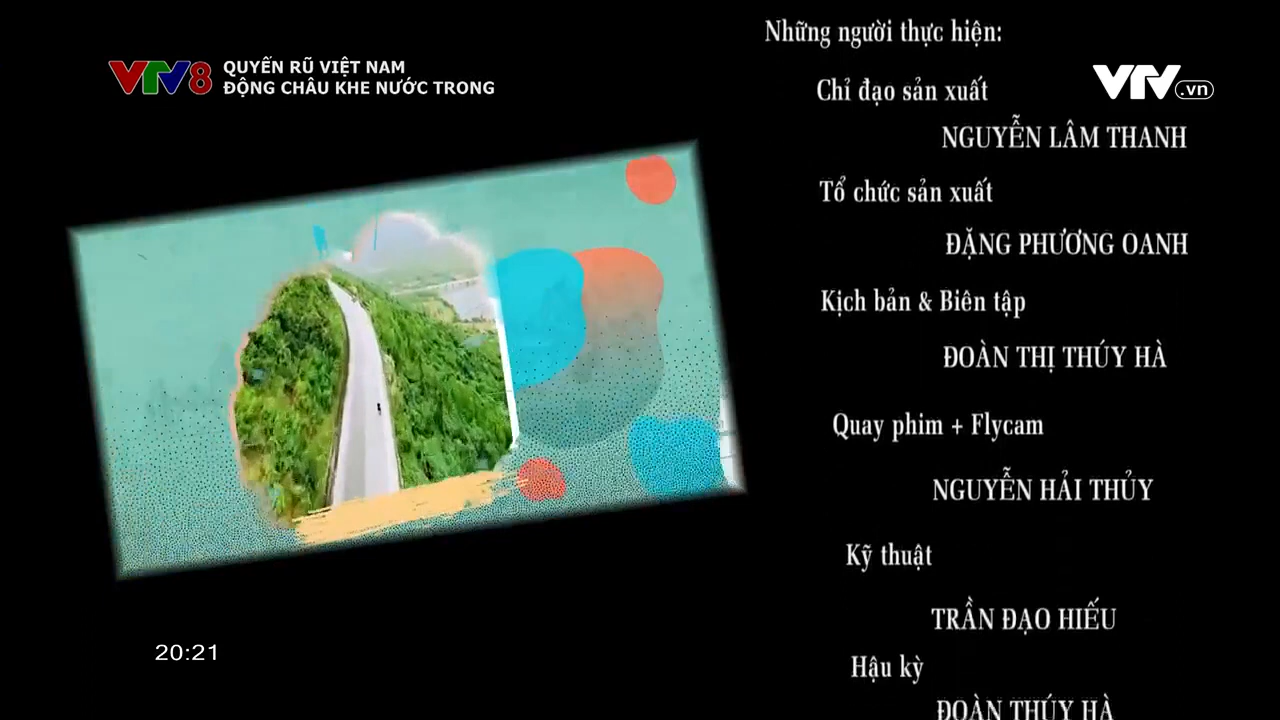 VTV8
QUYẾN RŨ VIỆT NAM
ĐỘNG CHÂU KHE NƯỚC TRONG
VTV.vn
Những người thực hiện:
Chỉ đạo sản xuất
NGUYỄN LÂM THANH
Tổ chức sản xuất
ĐẶNG PHƯƠNG OANH
Kịch bản & Biên tập
ĐOÀN THỊ THÚY HÀ
Quay phim + Flycam
NGUYỄN HẢI THỦY
Kỹ thuật
TRẦN ĐẠO HIẾU
Hậu kỳ
ĐOÀN THÚY HÀ
20:21